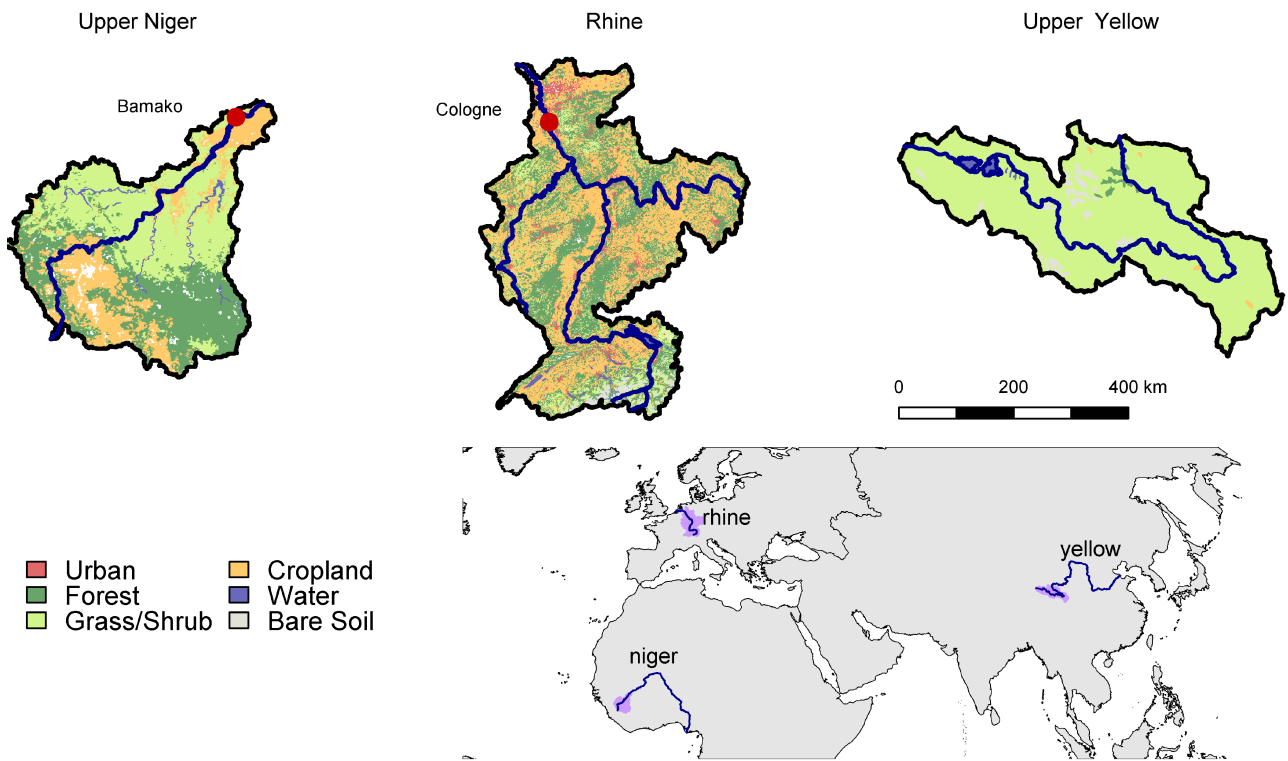 Upper Niger
Rhine
Upper Yellow
Bamako
Cologne
0 200 400 km
rhine
yellow
niger
Urban
Cropland
Forest
Water
Grass/Shrub
Bare Soil